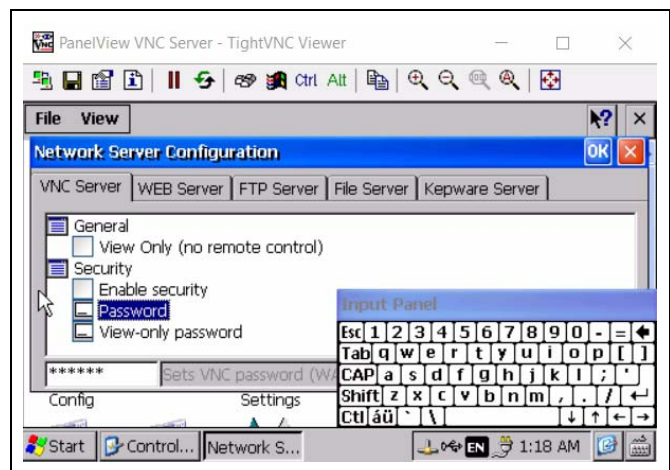 PanelView VNC Server - TightVNC Viewer
Ctrl Alt
File View
Network Server Configuration OK
VNC Server WEB Server FTP Server File Server Kepware Server
General
View Only (no remote control)
Security
Enable security
Password
View-only password
****** Sets VNC password (WA
Input Panel
Esc 1 2 3 4 5 6 7 8 9 0 - =
Tab q w e r t y u i o p [ ]
CAP a s d f g h j k l ; '
Shift z x c v b n m , . /
Ctl áü ` \
Config Settings
Start Control... Network S... EN 1:18 AM